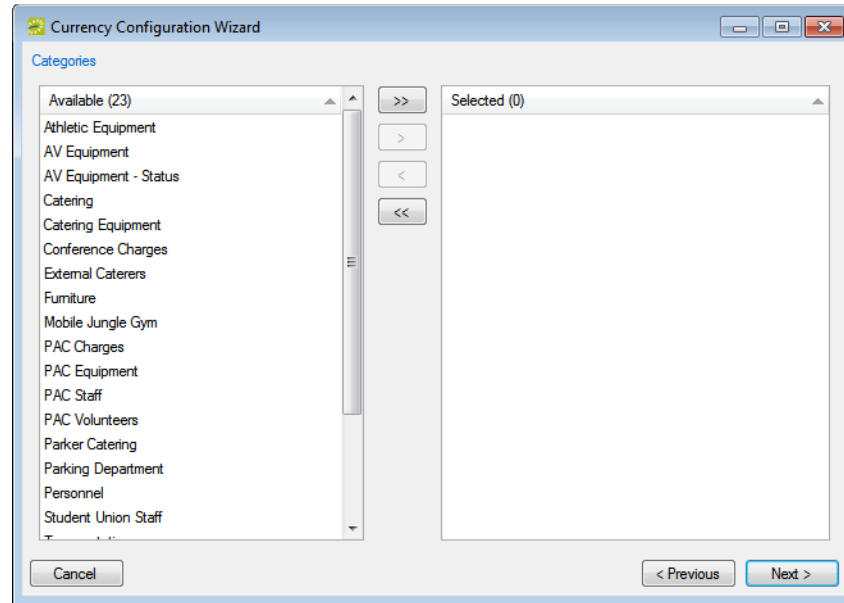 Currency Configuration Wizard
Categories
Available (23)
>>
Selected (0)
Athletic Equipment
>
AV Equipment
AV Equipment - Status
<
Catering
<<
Catering Equipment
Conference Charges
External Caterers
Furniture
Mobile Jungle Gym
PAC Charges
PAC Equipment
PAC Staff
PAC Volunteers
Parker Catering
Parking Department
Personnel
Student Union Staff
Cancel
< Previous
Next >